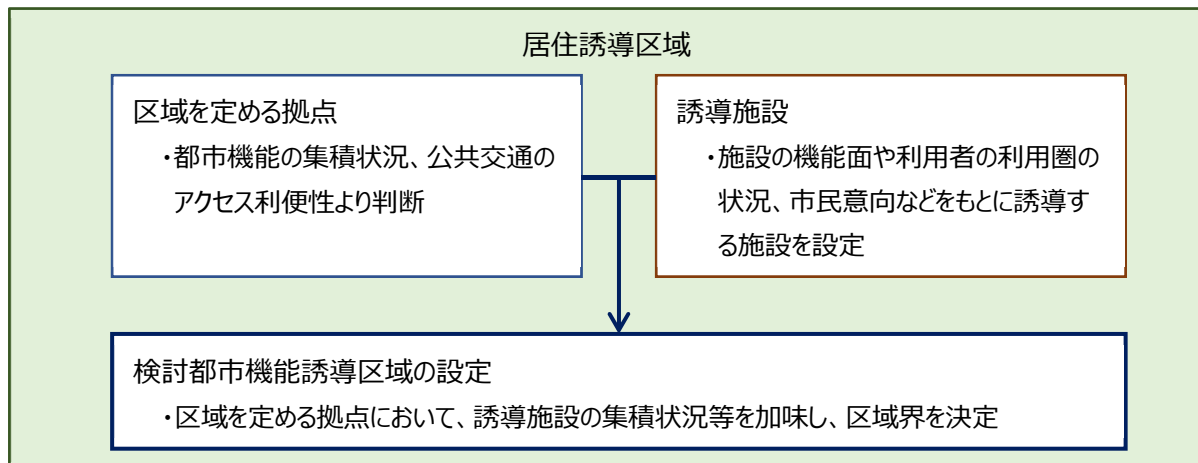 居住誘導区域
区域を定める拠点
・都市機能の集積状況、公共交通の
アクセス利便性より判断
誘導施設
・施設の機能面や利用者の利用圏の
状況、市民意向などをもとに誘導す
る施設を設定
検討都市機能誘導区域の設定
・区域を定める拠点において、誘導施設の集積状況等を加味し、区域界を決定